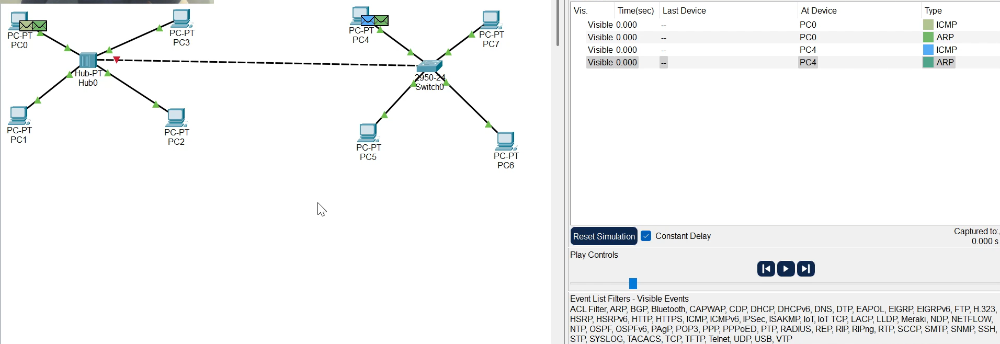 PC-PT
PC0
PC-PT
PC3
Hub-PT
Hub0
PC-PT
PC1
PC-PT
PC2
PC-PT
PC4
PC-PT
PC7
2950-24
Switch0
PC-PT
PC5
PC-PT
PC6
Vis. Time(sec) Last Device At Device Type
Visible 0.000 -- PC0 ICMP
Visible 0.000 -- PC0 ARP
Visible 0.000 -- PC4 ICMP
Visible 0.000 -- PC4 ARP
Reset Simulation Constant Delay
Captured to:
0.000 s
Play Controls
Event List Filters - Visible Events
ACL Filter, ARP, BGP, Bluetooth, CAPWAP, CDP, DHCP, DHCPv6, DNS, DTP, EAPOL, EIGRP, EIGRPv6, FTP, H.323,
HSRP, HSRPv6, HTTP, HTTPS, ICMP, ICMPv6, IPSec, ISAKMP, IoT, IoT TCP, LACP, LLDP, Meraki, NDP, NETFLOW,
NTP, OSPF, OSPFv6, PAgP, POP3, PPP, PPPoED, PTP, RADIUS, REP, RIP, RIPng, RTP, SCCP, SMTP, SNMP, SSH,
STP, SYSLOG, TACACS, TCP, TFTP, Telnet, UDP, USB, VTP